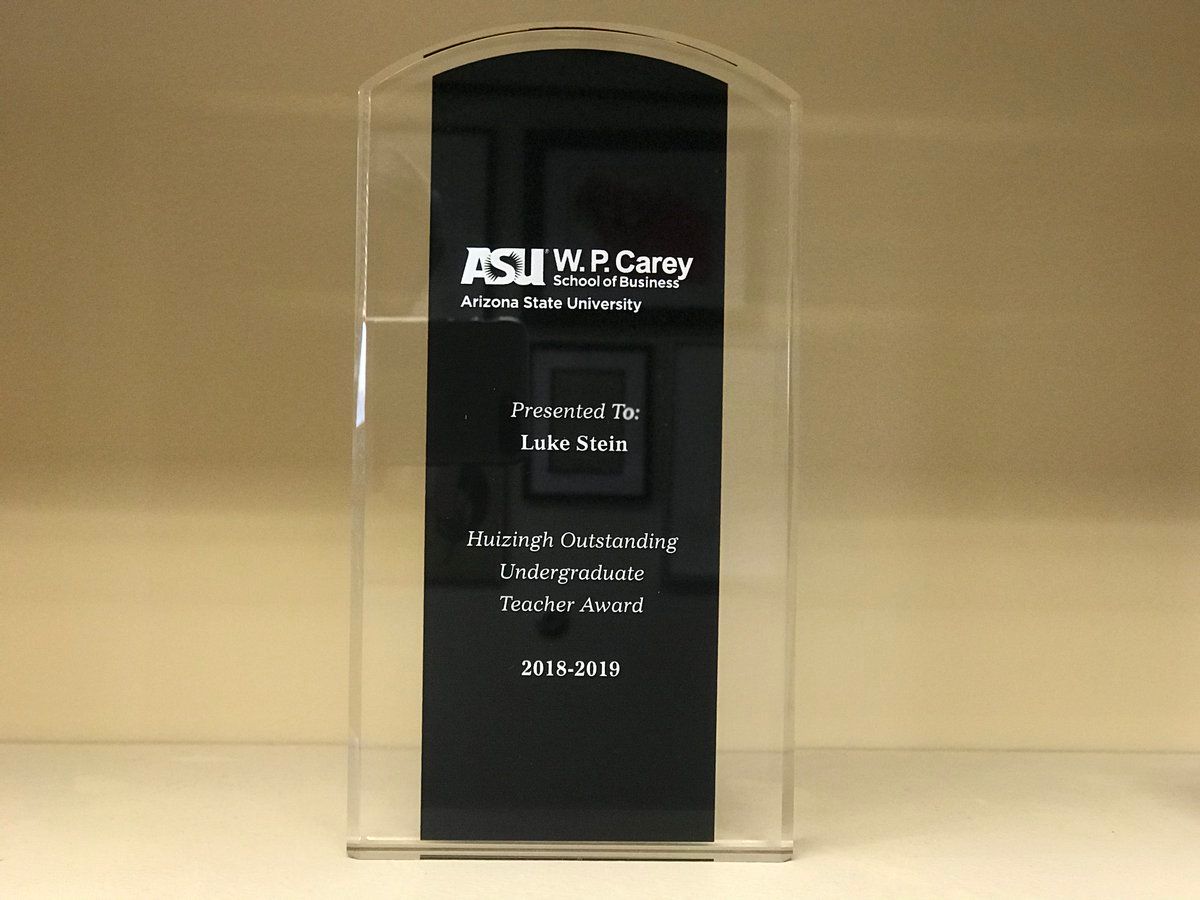 ASU® W. P. Carey
School of Business
Arizona State University
Presented To:
Luke Stein
Huizingh Outstanding
Undergraduate
Teacher Award
2018-2019